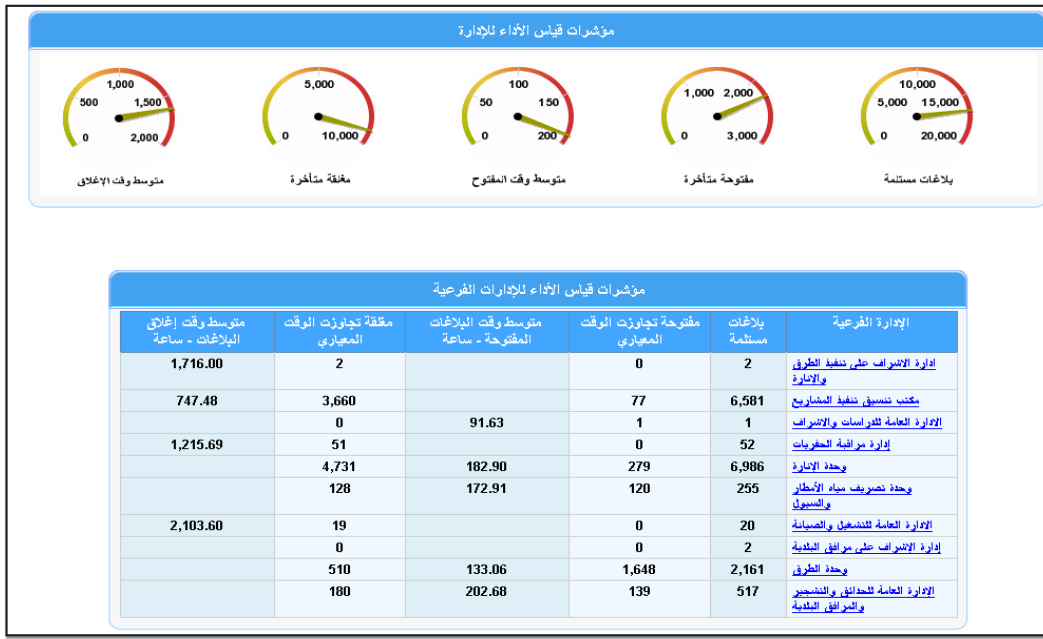 مؤشرات قياس الأداء للإدارة
10,000
5,000 15,000
0 20,000
بلاغات مستلمة
1,000 2,000
0 3,000
مفتوحة متأخرة
100
50 150
0 200
متوسط وقت المفتوح
5,000
0 10,000
مغلقة متأخرة
1,000
500 1,500
0 2,000
متوسط وقت الإغلاق
مؤشرات قياس الأداء للإدارات الفرعية
الإدارة الفرعية
بلاغات
مستلمة
مفتوحة تجاوزت الوقت
المعياري
متوسط وقت البلاغات
المفتوحة - ساعة
مغلقة تجاوزت الوقت
المعياري
متوسط وقت إغلاق
البلاغات - ساعة
ادارة الاشراف على تنفيذ الطرق 2 0 2 1,716.00
والإنارة
مكتب تنسيق تنفيذ المشاريع 6,581 77 3,660 747.48
الادارة العامة للدراسات والاشراف 1 1 91.63 0
إدارة مراقبة الحفريات 52 0 51 1,215.69
وحدة الإنارة 6,986 279 182.90 4,731
وحدة تصريف مياه الأمطار 255 120 172.91 128
والسيول
الادارة العامة للتشغيل والصيانة 20 0 19 2,103.60
إدارة الإشراف على مرافق البلدية 2 0 0
وحدة الطرق 2,161 1,648 133.06 510
الإدارة العامة للحدائق والتشجير 517 139 202.68 180
والمرافق البلدية